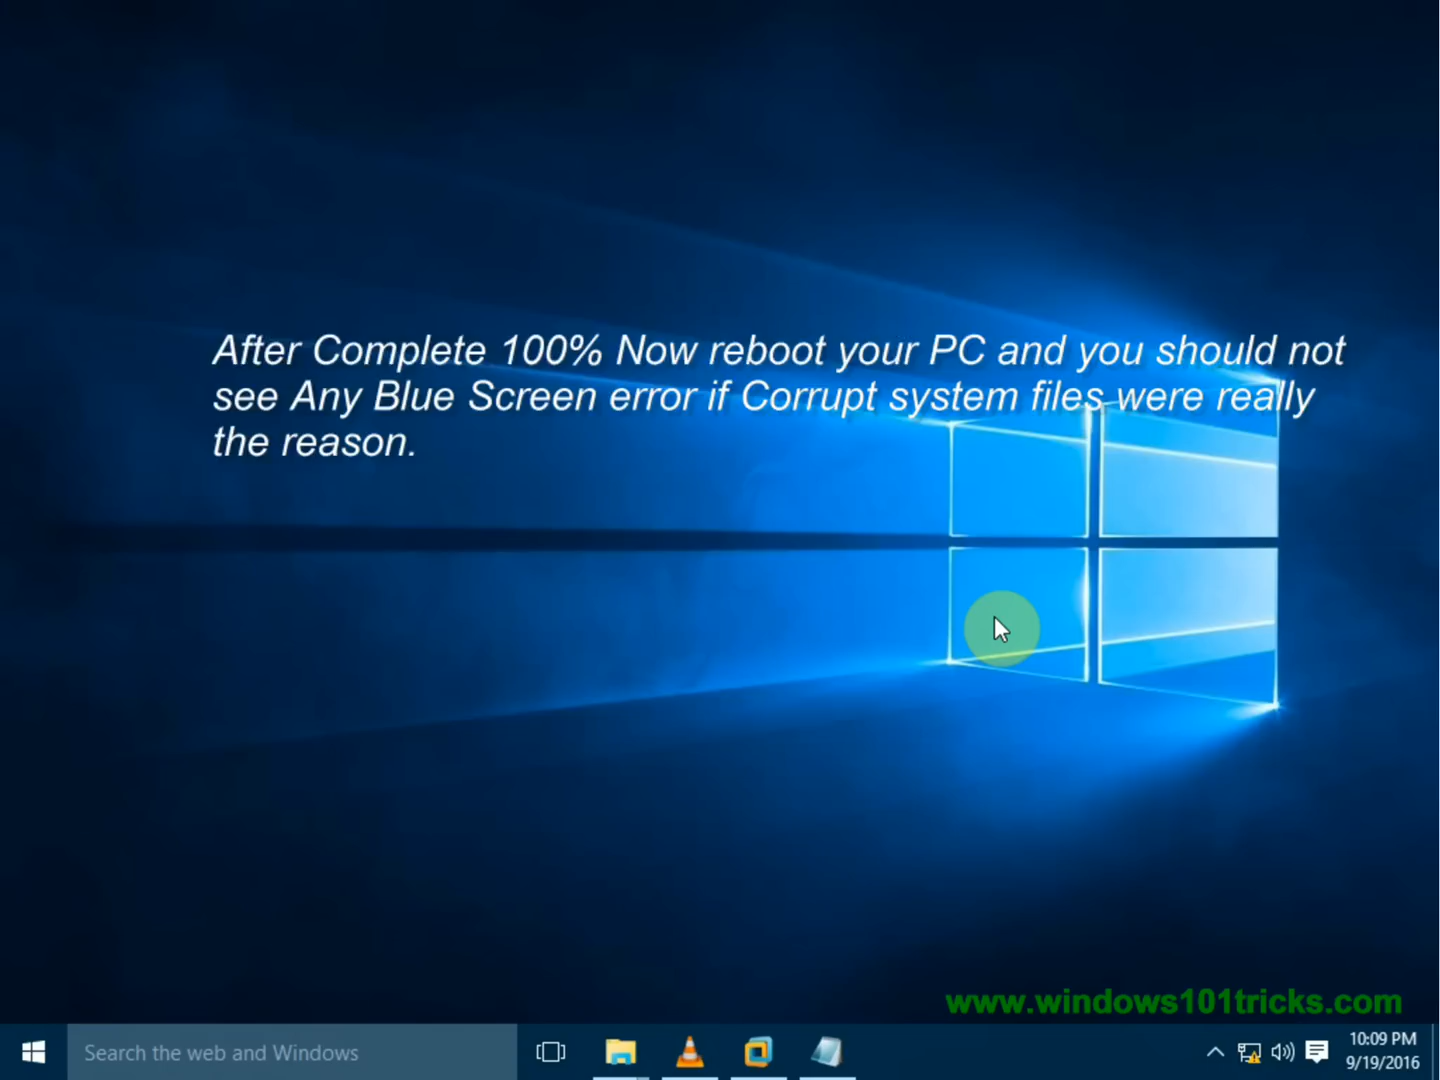 After Complete 100% Now reboot your PC and you should not
see Any Blue Screen error if Corrupt system files were really
the reason.
www.windows101tricks.com
Search the web and Windows
10:09 PM
9/19/2016